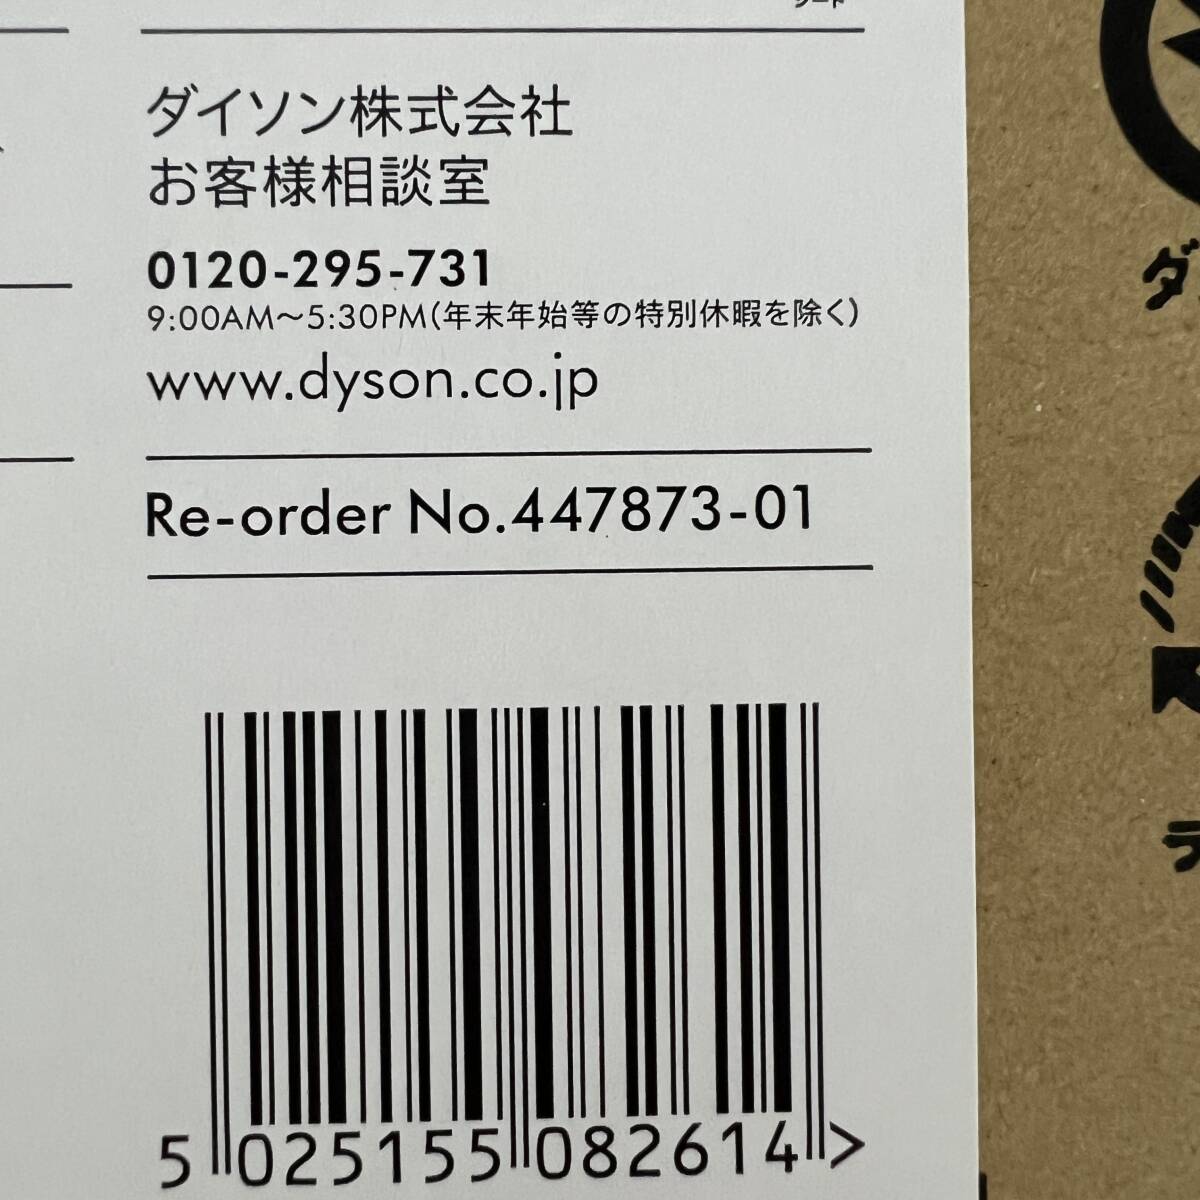 ダイソン株式会社
お客様相談室
0120-295-731
9:00AM～5:30PM(年末年始等の特別休暇を除く)
www.dyson.co.jp
Re-order No.447873-01
5 025155 082614 >
ダ